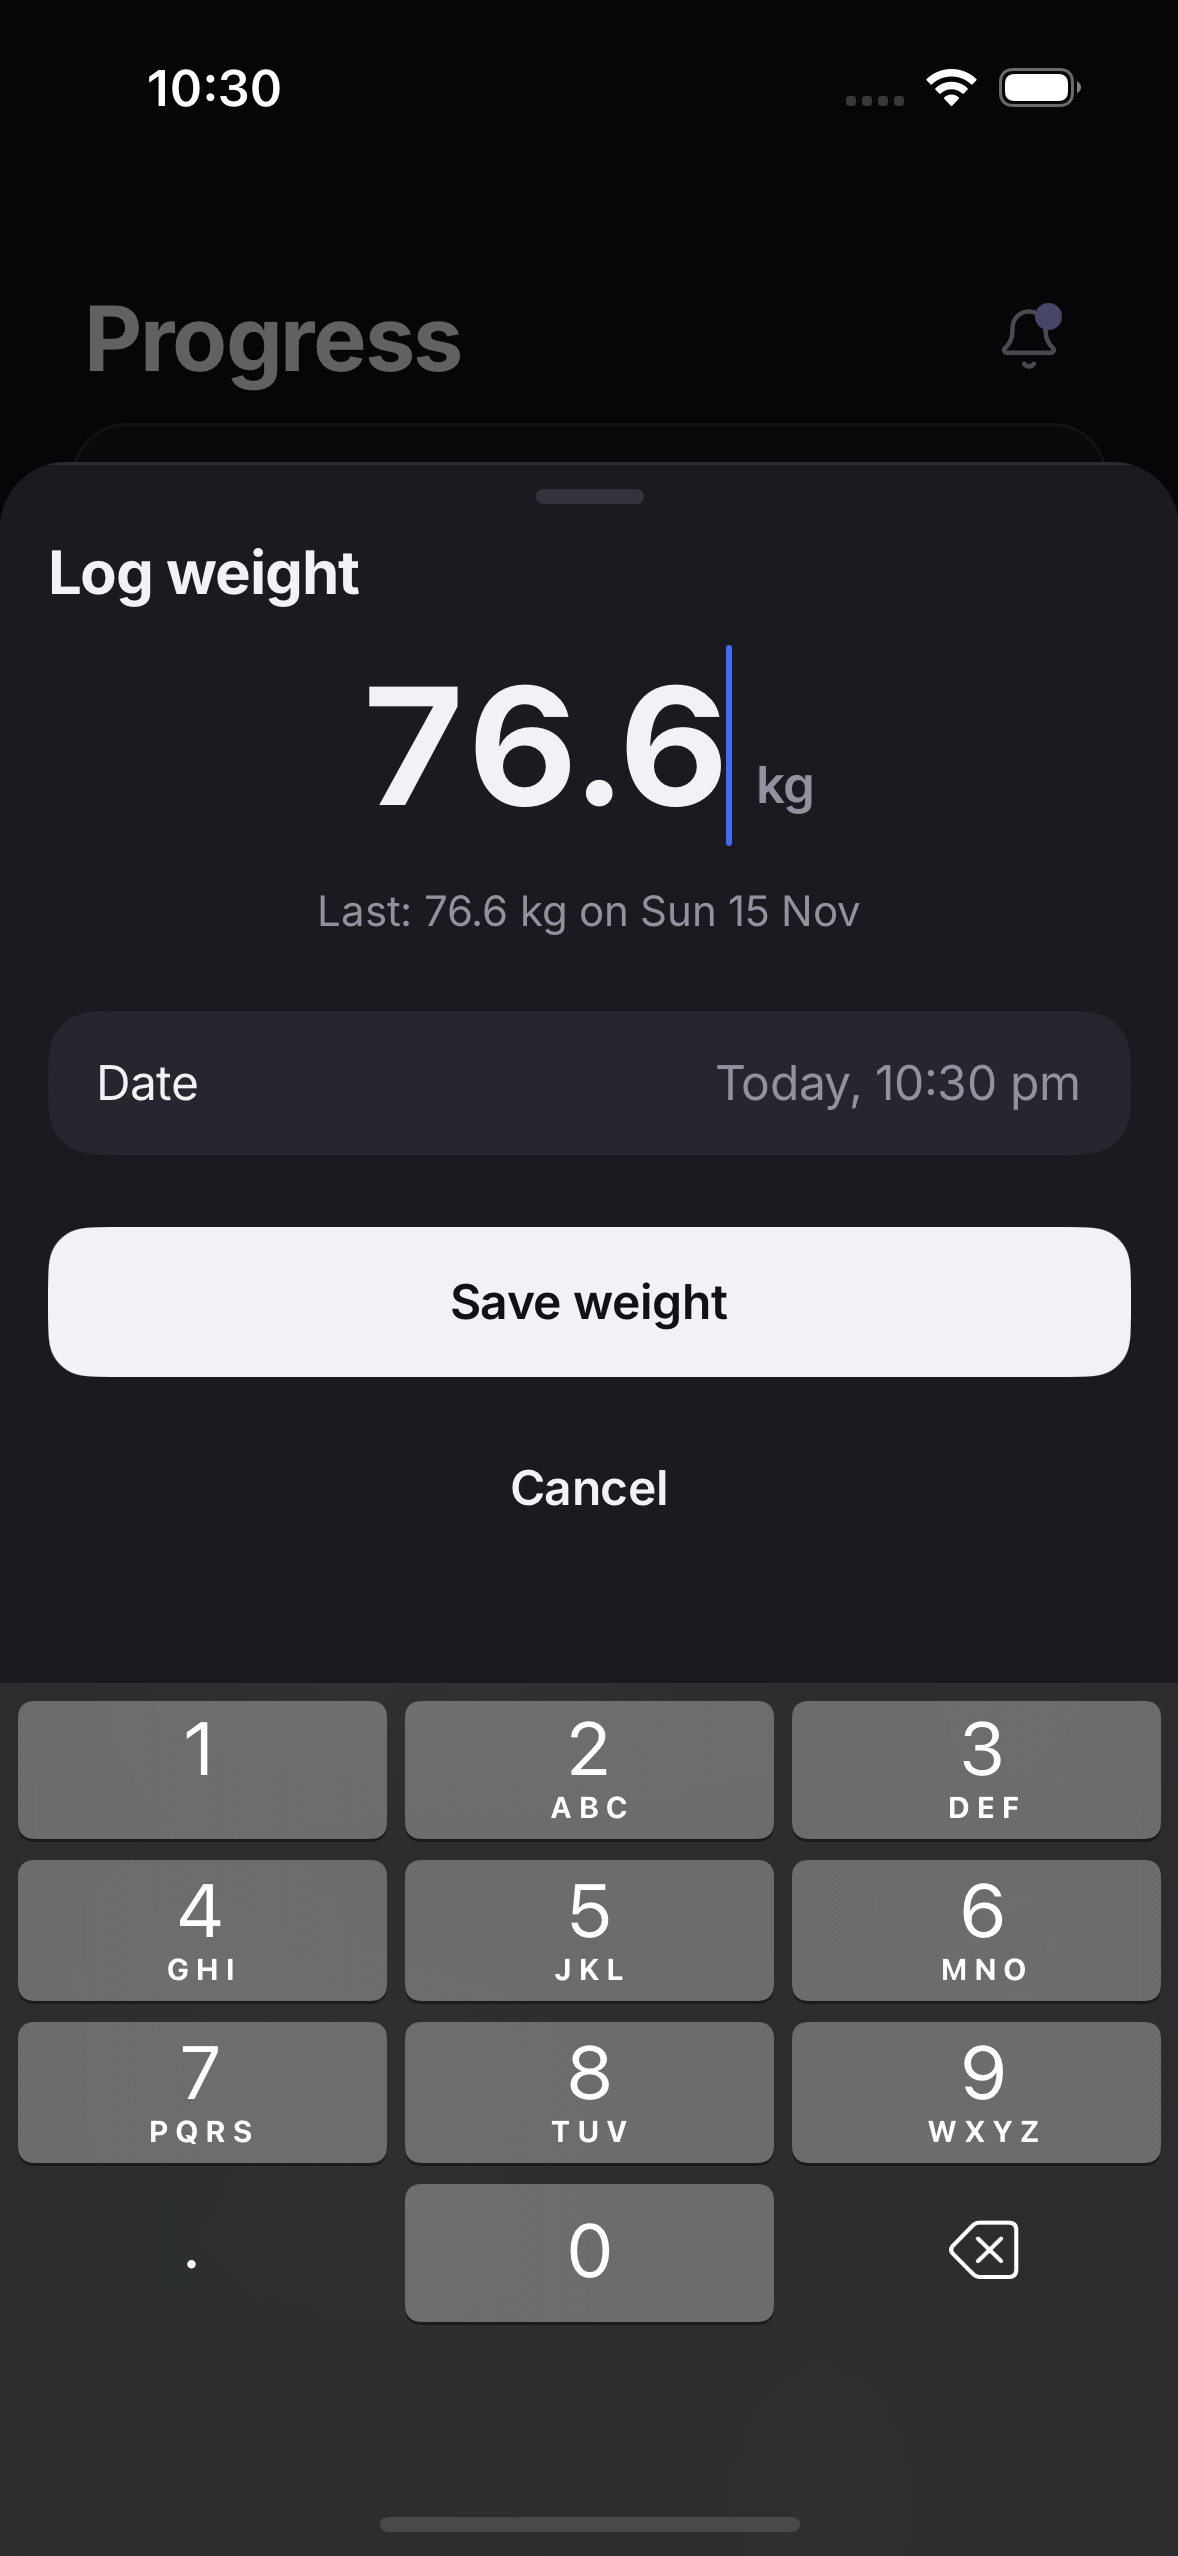 10:30
Progress
Log weight
76.6 kg
Last: 76.6 kg on Sun 15 Nov
Date Today, 10:30 pm
Save weight
Cancel
1 2 3
ABC DEF
4 5 6
GHI JKL MNO
7 8 9
PQRS TUV WXYZ
. 0